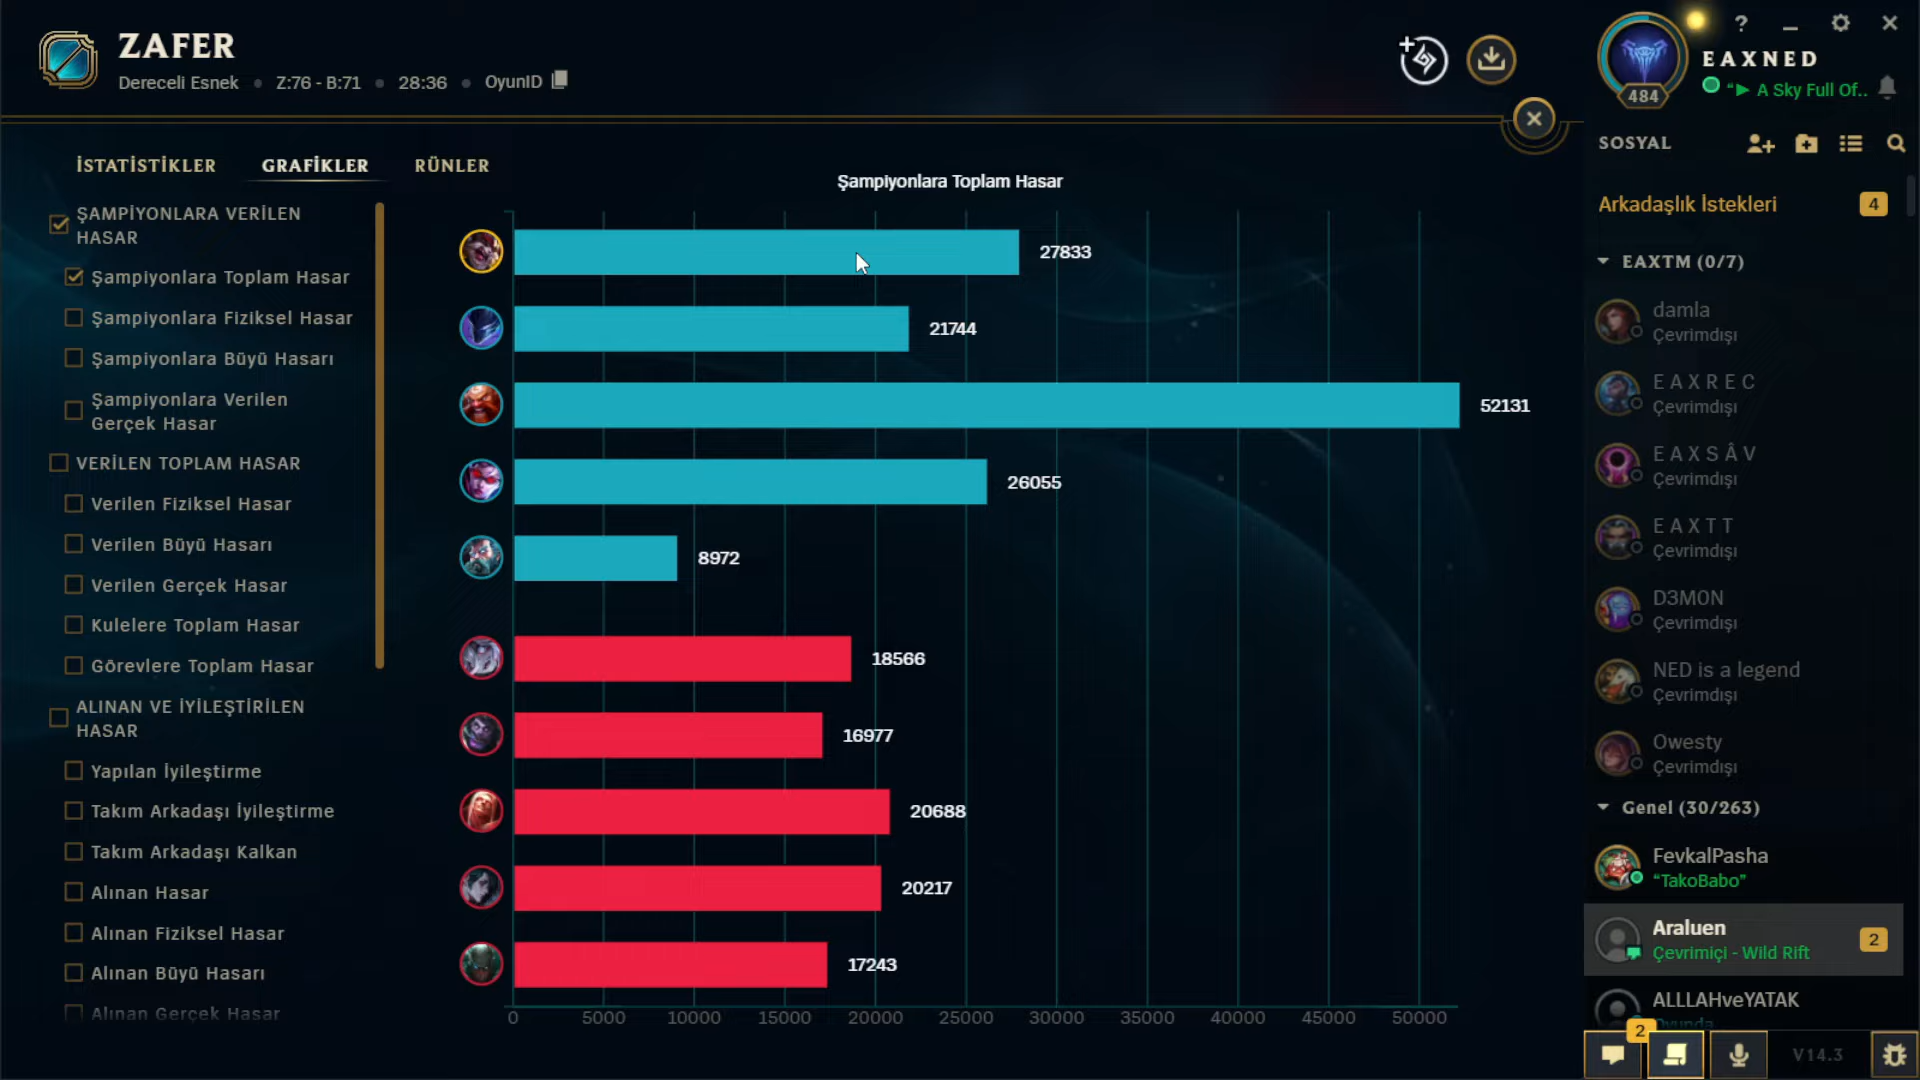 ZAFER
Dereceli Esnek • Z:76 - B:71 • 28:36 • OyunID
İSTATİSTİKLER GRAFİKLER RÜNLER
ŞAMPİYONLARA VERİLEN
HASAR
Şampiyonlara Toplam Hasar
Şampiyonlara Fiziksel Hasar
Şampiyonlara Büyü Hasarı
Şampiyonlara Verilen
Gerçek Hasar
VERİLEN TOPLAM HASAR
Verilen Fiziksel Hasar
Verilen Büyü Hasarı
Verilen Gerçek Hasar
Kulelere Toplam Hasar
Görevlere Toplam Hasar
ALINAN VE İYİLEŞTİRİLEN
HASAR
Yapılan İyileştirme
Takım Arkadaşı İyileştirme
Takım Arkadaşı Kalkan
Alınan Hasar
Alınan Fiziksel Hasar
Alınan Büyü Hasarı
Alınan Gerçek Hasar
Şampiyonlara Toplam Hasar
27833
21744
52131
26055
8972
18566
16977
20688
20217
17243
0 5000 10000 15000 20000 25000 30000 35000 40000 45000 50000
?
484
EAXNED
“▶ A Sky Full Of..
SOSYAL
Arkadaşlık İstekleri 4
EAXTM (0/7)
damla
Çevrimdışı
E A X R E C
Çevrimdışı
E A X S Â V
Çevrimdışı
E A X T T
Çevrimdışı
D3M0N
Çevrimdışı
NED is a legend
Çevrimdışı
Owesty
Çevrimdışı
Genel (30/263)
FevkalPasha
“TakoBabo”
Araluen
Çevrimiçi - Wild Rift
2
ALLLAHveYATAK
Oyunda
2
V14.3